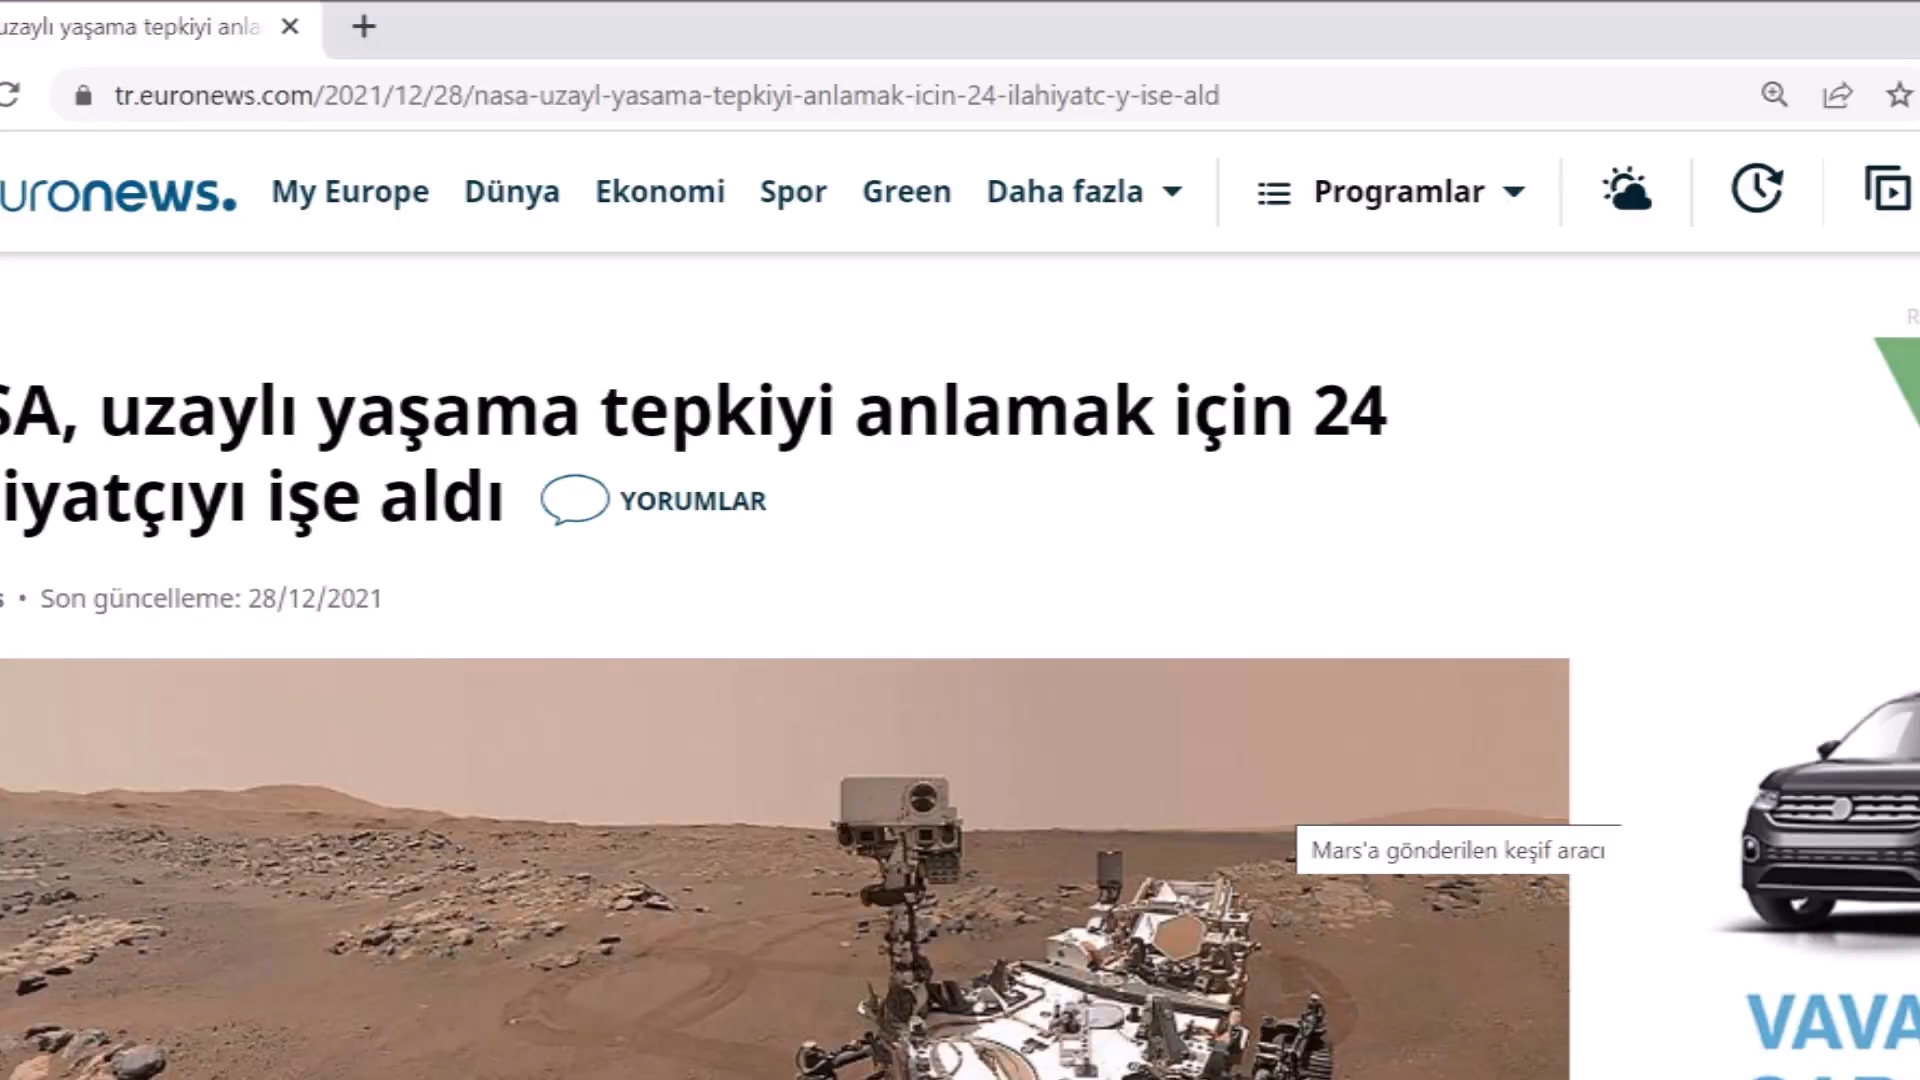 uzaylı yaşama tepkiyi anla
tr.euronews.com/2021/12/28/nasa-uzayl-yasama-tepkiyi-anlamak-icin-24-ilahiyatc-y-ise-ald
uronews.
My Europe Dünya Ekonomi Spor Green Daha fazla Programlar
SA, uzaylı yaşama tepkiyi anlamak için 24
iyatçıyı işe aldı YORUMLAR
s • Son güncelleme: 28/12/2021
Mars'a gönderilen keşif aracı
VAVA